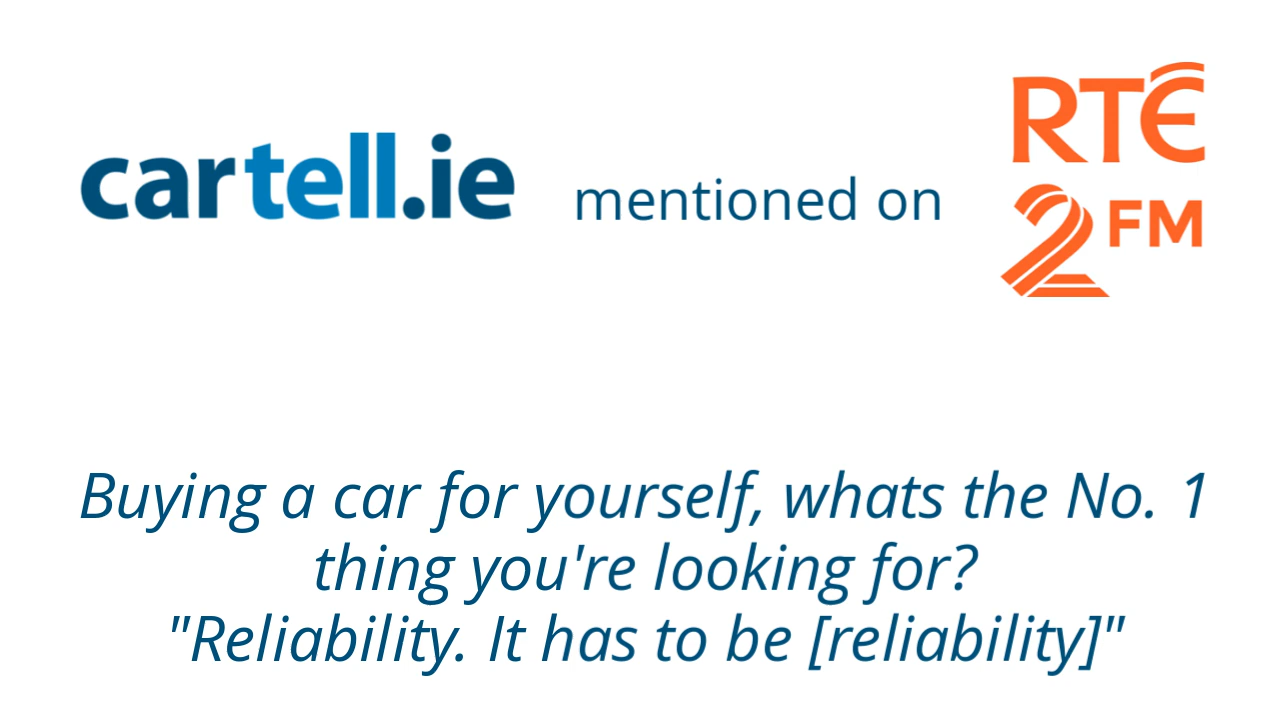 cartell.ie mentioned on RTÉ
2FM
Buying a car for yourself, whats the No. 1
thing you're looking for?
"Reliability. It has to be [reliability]"